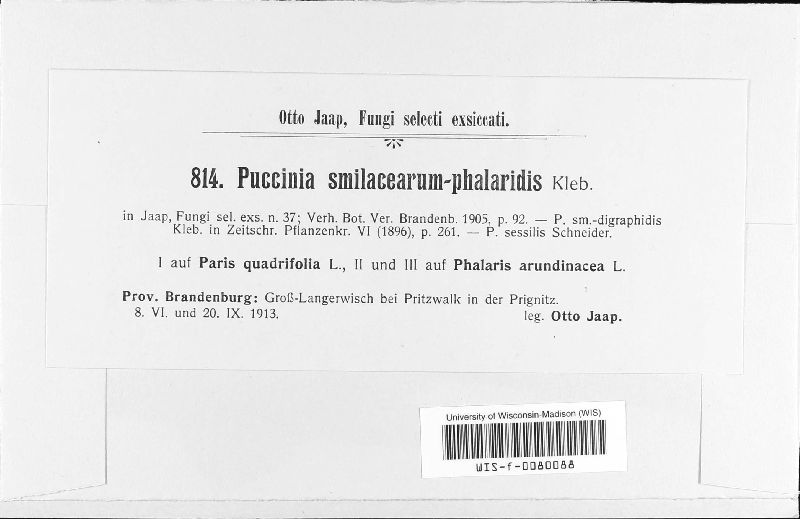 Otto Jaap, Fungi selecti exsiccati.
814. Puccinia smilacearum-phalaridis Kleb.
in Jaap, Fungi sel. exs. n. 37; Verh. Bot. Ver. Brandenb. 1905, p. 92. — P. sm.-digraphidis
Kleb. in Zeitschr. Pflanzenkr. VI (1896), p. 261. — P. sessilis Schneider.
I auf Paris quadrifolia L., II und III auf Phalaris arundinacea L.
Prov. Brandenburg: Groß-Langerwisch bei Pritzwalk in der Prignitz.
8. VI. und 20. IX. 1913. leg. Otto Jaap.
University of Wisconsin-Madison (WIS)
WIS-f-0080088